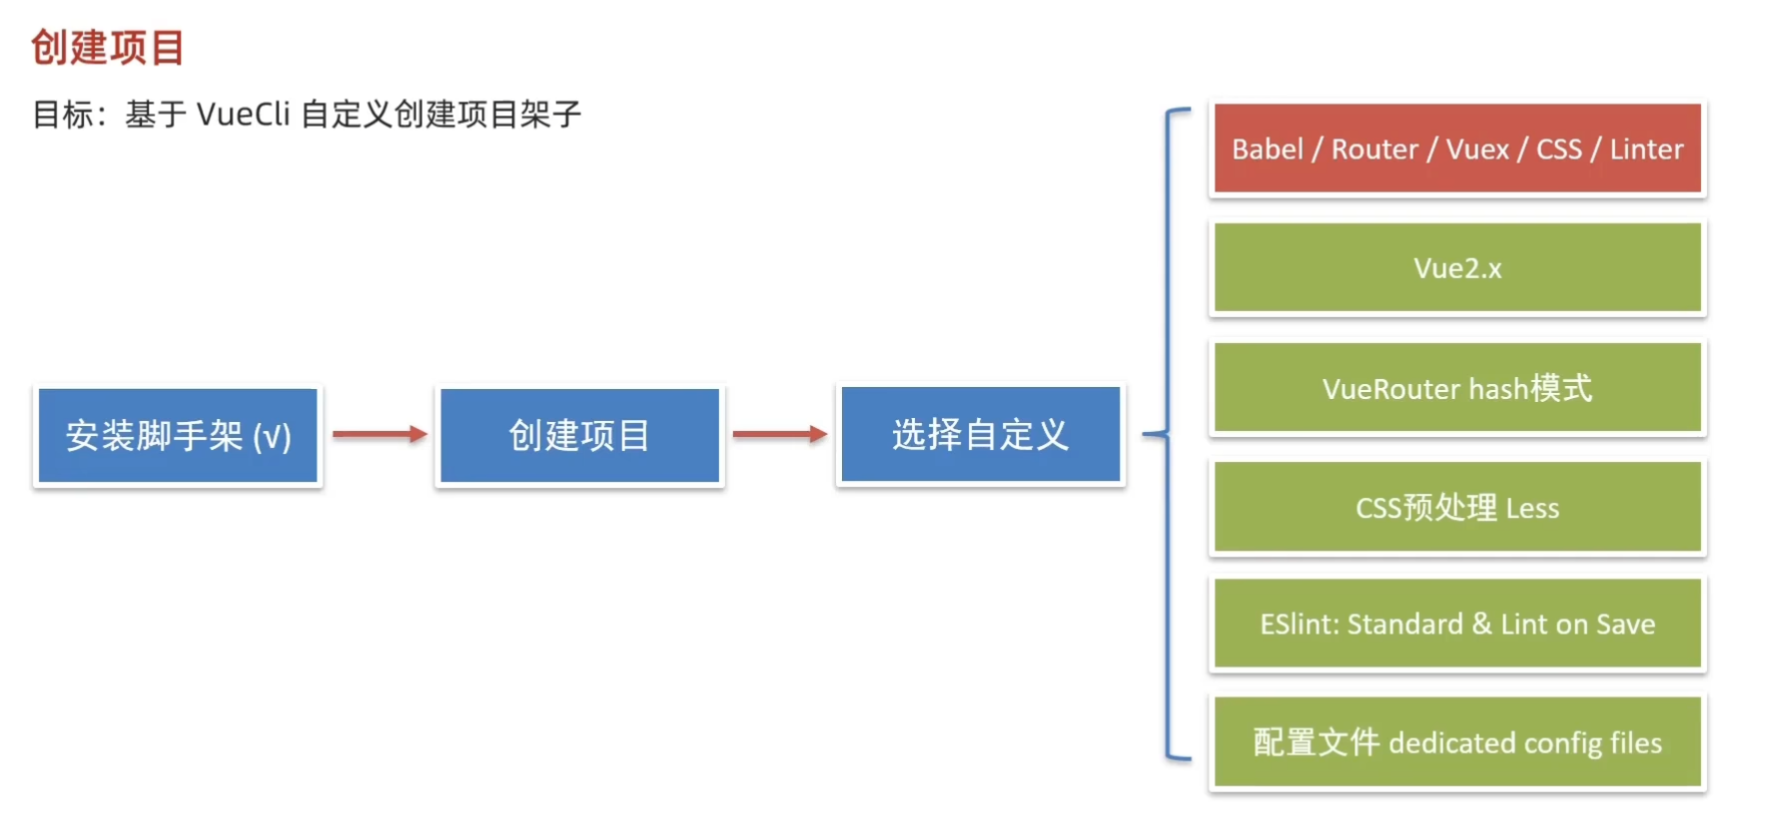 创建项目
目标：基于 VueCli 自定义创建项目架子
安装脚手架 (√)
创建项目
选择自定义
Babel / Router / Vuex / CSS / Linter
Vue2.x
VueRouter hash模式
CSS预处理 Less
ESlint: Standard & Lint on Save
配置文件 dedicated config files